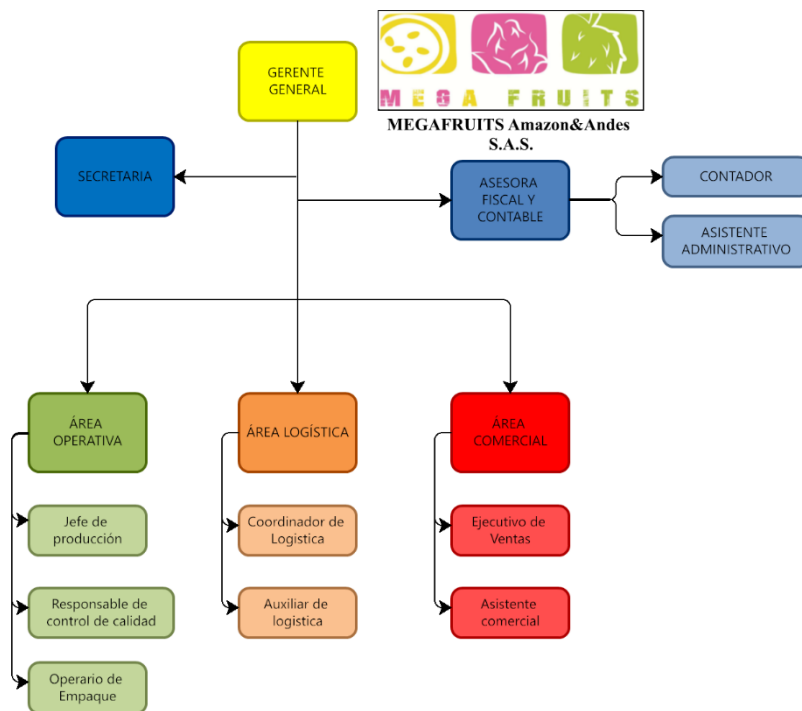 GERENTE
GENERAL
MEGA FRUITS
MEGAFRUITS Amazon&Andes
S.A.S.
SECRETARIA
ASESORA
FISCAL Y
CONTABLE
CONTADOR
ASISTENTE
ADMINISTRATIVO
ÁREA
OPERATIVA
ÁREA LOGÍSTICA
ÁREA
COMERCIAL
Jefe de
producción
Coordinador de
Logistica
Ejecutivo de
Ventas
Responsable de
control de calidad
Auxiliar de
logistica
Asistente
comercial
Operario de
Empaque